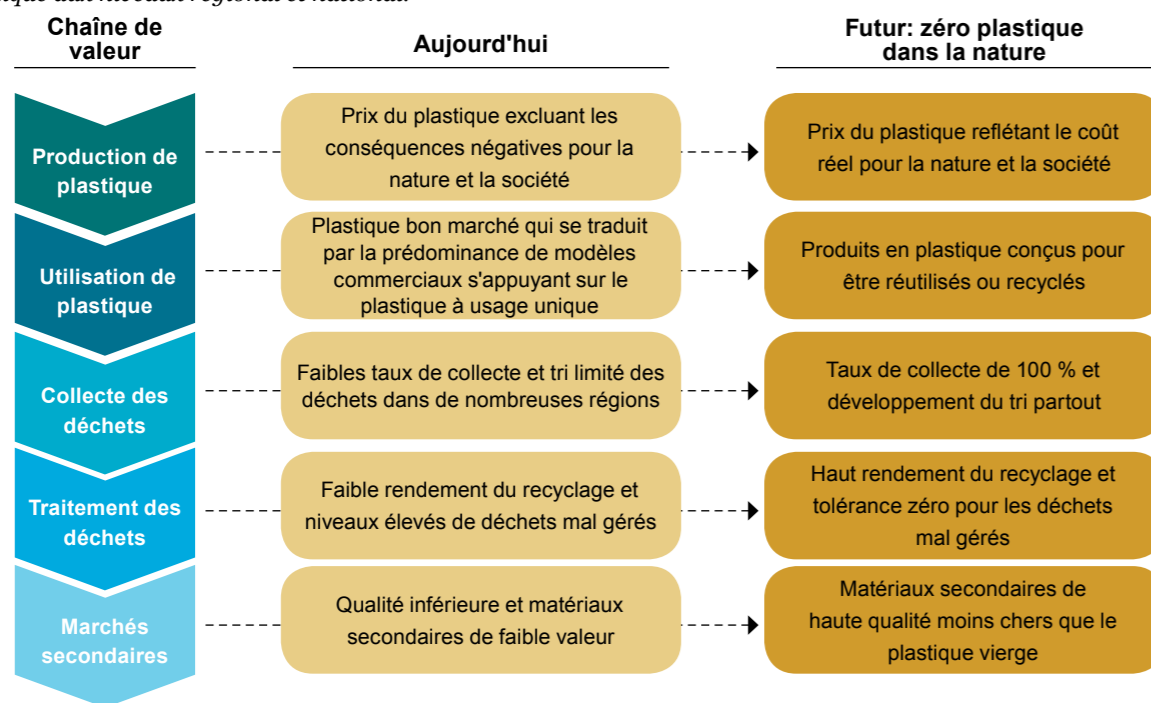 aux niveaux régional et national.
Chaîne de
valeur
Aujourd'hui
Futur: zéro plastique
dans la nature
Production de
plastique
Prix du plastique excluant les
conséquences négatives pour la
nature et la société
Prix du plastique reflétant le coût
réel pour la nature et la société
Utilisation de
plastique
Plastique bon marché qui se traduit
par la prédominance de modèles
commerciaux s'appuyant sur le
plastique à usage unique
Produits en plastique conçus pour
être réutilisés ou recyclés
Collecte des
déchets
Faibles taux de collecte et tri limité des
déchets dans de nombreuses régions
Taux de collecte de 100 % et
développement du tri partout
Traitement des
déchets
Faible rendement du recyclage et
niveaux élevés de déchets mal gérés
Haut rendement du recyclage et
tolérance zéro pour les déchets
mal gérés
Marchés
secondaires
Qualité inférieure et matériaux
secondaires de faible valeur
Matériaux secondaires de
haute qualité moins chers que le
plastique vierge